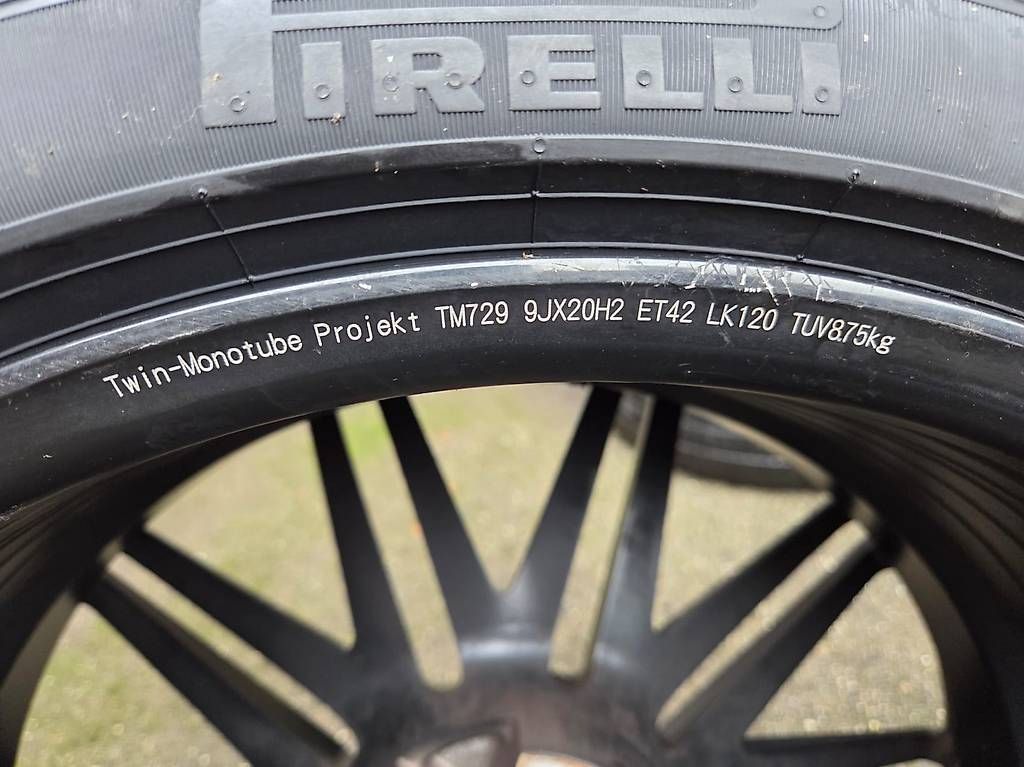 PIRELLI
Twin-Monotube Projekt TM729 9JX20H2 ET42 LK120 TUV875kg